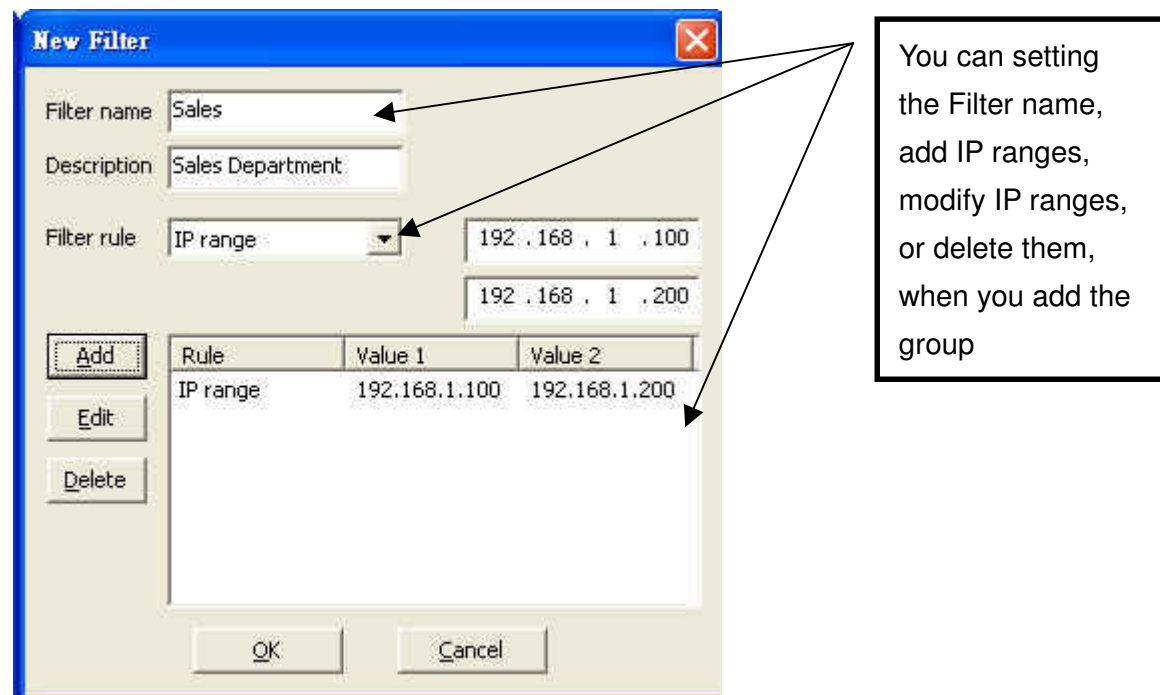 New Filter
Filter name Sales
Description Sales Department
Filter rule IP range 192 . 168 . 1 . 100
192 . 168 . 1 . 200
Add
Edit
Delete
Rule Value 1 Value 2
IP range 192.168.1.100 192.168.1.200
OK Cancel
You can setting
the Filter name,
add IP ranges,
modify IP ranges,
or delete them,
when you add the
group